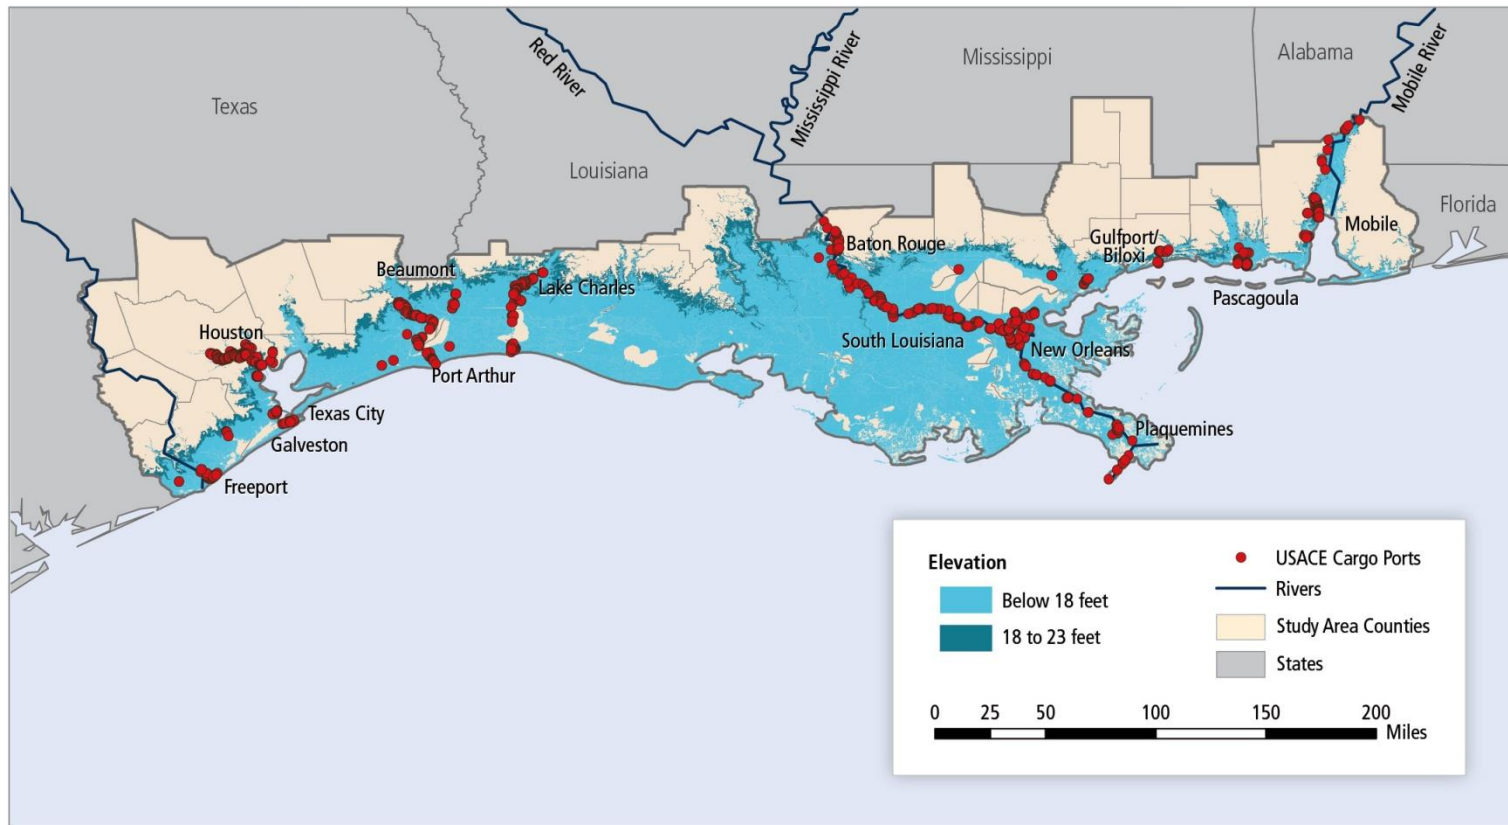 Texas
Red River
Mississippi River
Mississippi
Alabama
Mobile River
Louisiana
Florida
Baton Rouge
Gulfport/
Biloxi
Mobile
Beaumont
Lake Charles
Pascagoula
Houston
South Louisiana
New Orleans
Port Arthur
Texas City
Galveston
Plaquemines
Freeport
Elevation
Below 18 feet
18 to 23 feet
USACE Cargo Ports
Rivers
Study Area Counties
States
0 25 50 100 150 200
Miles